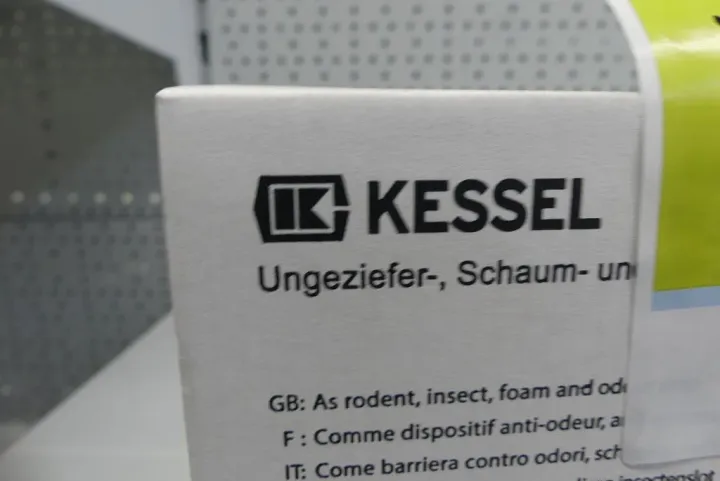 KESSEL
Ungeziefer-, Schaum- un
GB: As rodent, insect, foam and od
F : Comme dispositif anti-odeur, a
IT: Come barriera contro odori, sch